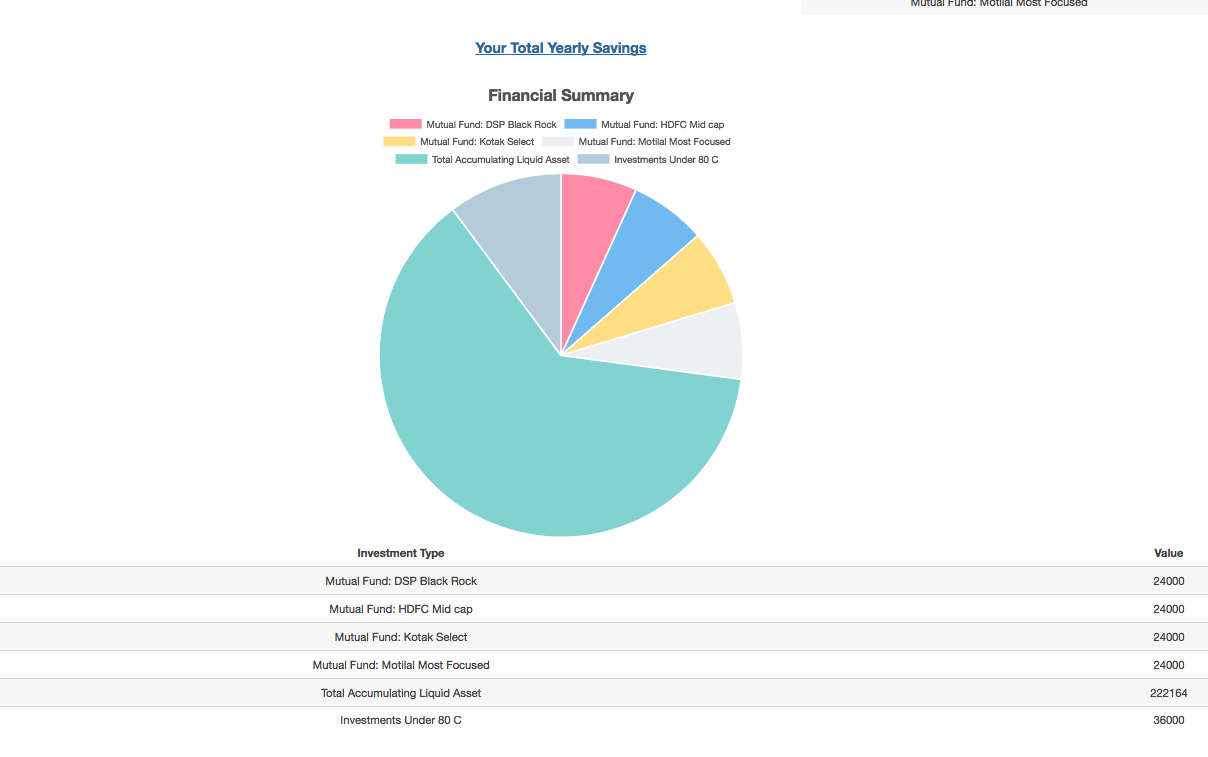 Mutual Fund: Motilal Most Focused
Your Total Yearly Savings
Financial Summary
Mutual Fund: DSP Black Rock Mutual Fund: HDFC Mid cap
Mutual Fund: Kotak Select Mutual Fund: Motilal Most Focused
Total Accumulating Liquid Asset Investments Under 80 C
Investment Type Value
Mutual Fund: DSP Black Rock 24000
Mutual Fund: HDFC Mid cap 24000
Mutual Fund: Kotak Select 24000
Mutual Fund: Motilal Most Focused 24000
Total Accumulating Liquid Asset 222164
Investments Under 80 C 36000